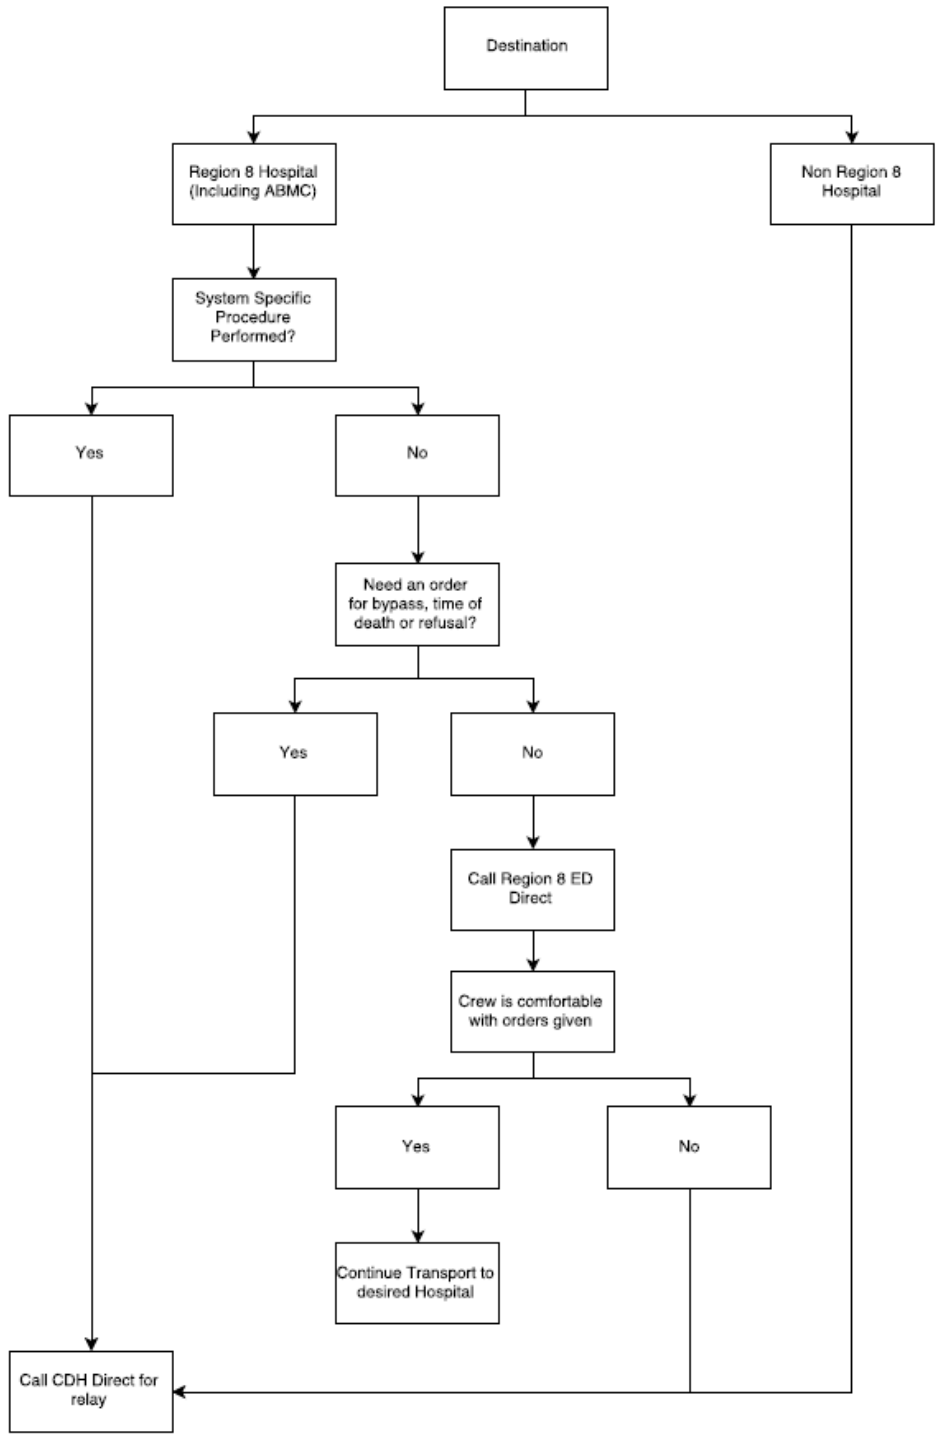 Destination
Region 8 Hospital
(Including ABMC)
Non Region 8
Hospital
System Specific
Procedure
Performed?
Yes
No
Need an order
for bypass, time of
death or refusal?
Yes
No
Call Region 8 ED
Direct
Crew is comfortable
with orders given
Yes
No
Continue Transport to
desired Hospital
Call CDH Direct for
relay